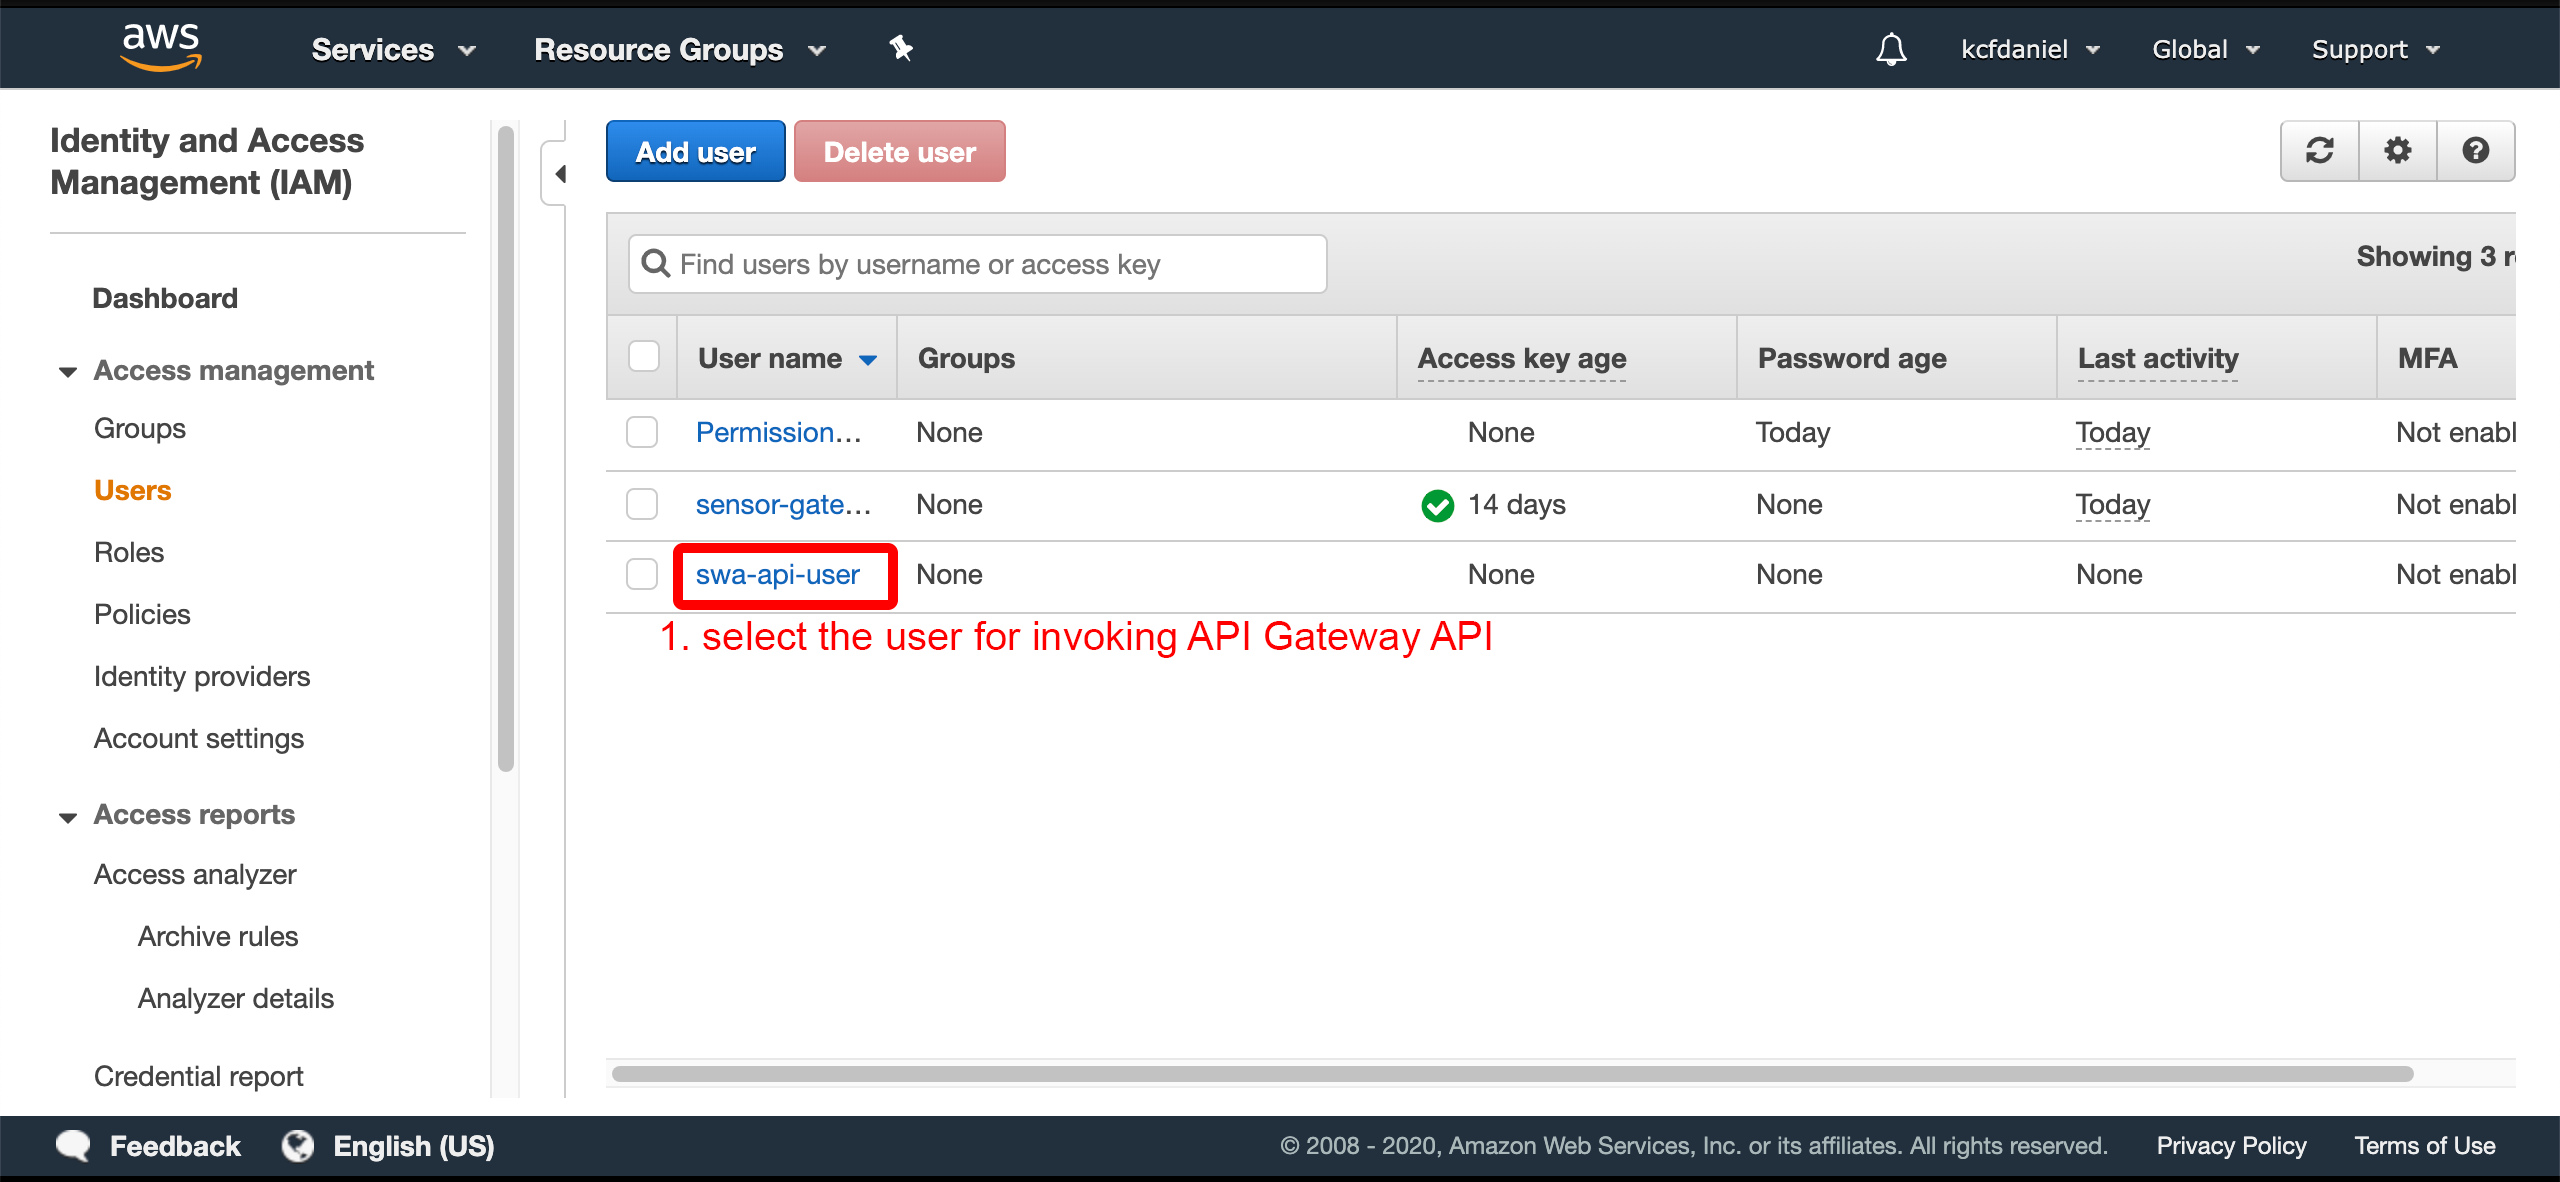 aws
Services
Resource Groups
kcfdaniel
Global
Support
Identity and Access
Management (IAM)
Dashboard
Access management
Groups
Users
Roles
Policies
Identity providers
Account settings
Access reports
Access analyzer
Archive rules
Analyzer details
Credential report
Add user
Delete user
Find users by username or access key
Showing 3 r
User name Groups Access key age Password age Last activity MFA
Permission... None None Today Today Not enabl
sensor-gate... None 14 days None Today Not enabl
swa-api-user None None None None Not enabl
1. select the user for invoking API Gateway API
Feedback
English (US)
© 2008 - 2020, Amazon Web Services, Inc. or its affiliates. All rights reserved.
Privacy Policy
Terms of Use